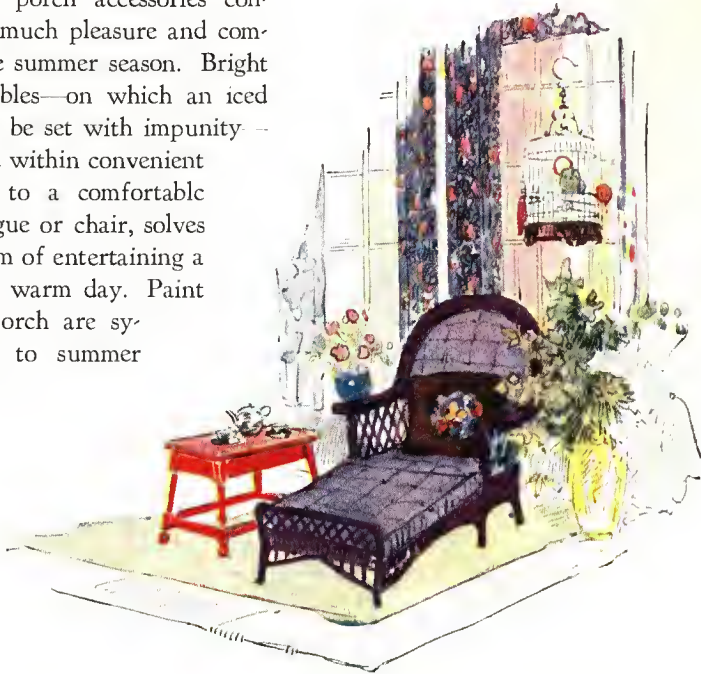 porch accessories con-
much pleasure and com-
summer season. Bright
bles—on which an iced
be set with impunity –
within convenient
to a comfortable
gue or chair, solves
m of entertaining a
warm day. Paint
orch are sy-
to summer